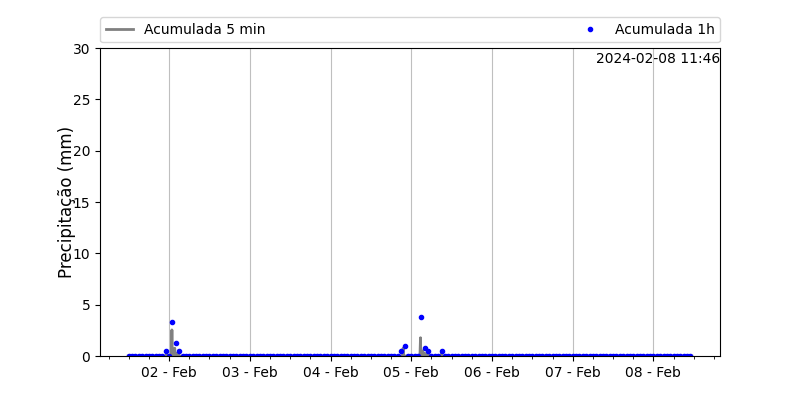 Acumulada 5 min
Acumulada 1h
2024-02-08 11:46
Precipitação (mm)
30
25
20
15
10
5
0
02 - Feb
03 - Feb
04 - Feb
05 - Feb
06 - Feb
07 - Feb
08 - Feb